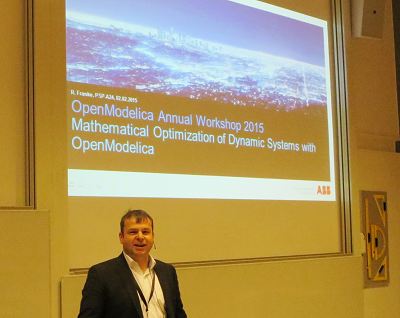 R. Franke, PSP A24, 02.02.2015
OpenModelica Annual Workshop 2015
Mathematical Optimization of Dynamic Systems with
OpenModelica
ABB